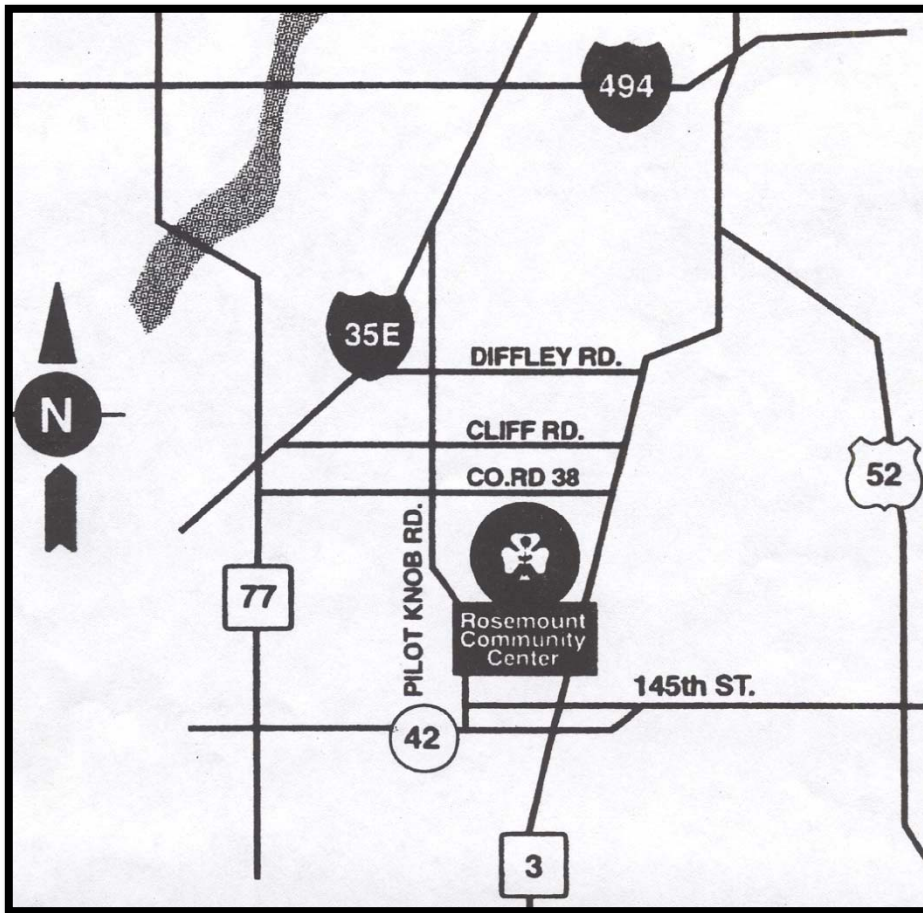 494
35E
DIFFLEY RD.
N
CLIFF RD.
52
CO.RD 38
PILOT KNOB RD.
77
Rosemount
Community
Center
145th ST.
42
3